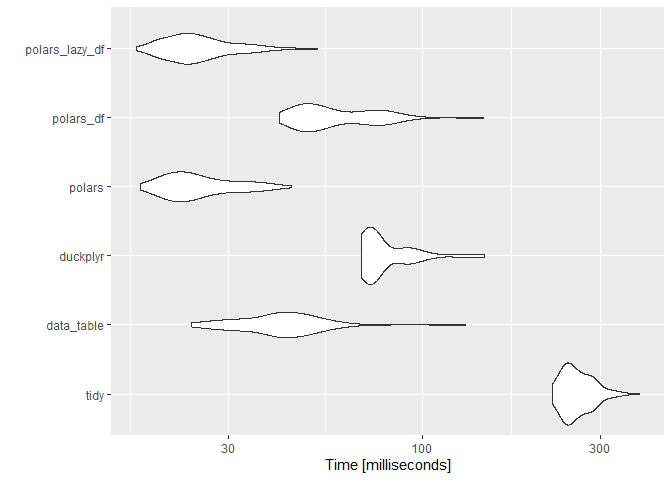 polars_lazy_df
polars_df
polars
duckplyr
data_table
tidy
30
100
300
Time [milliseconds]